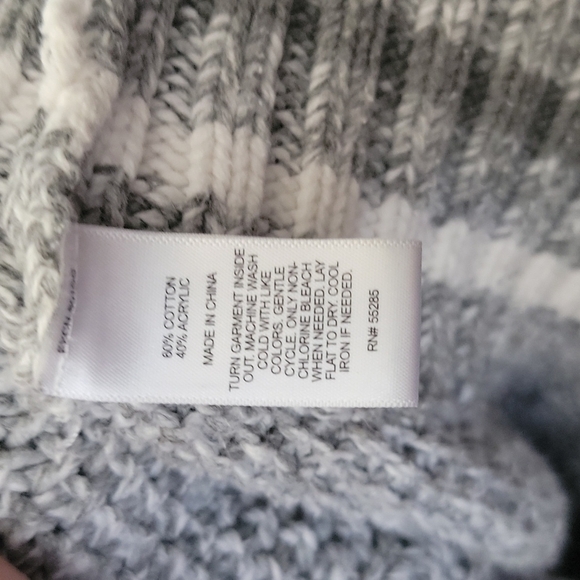 60% COTTON
40% ACRYLIC
MADE IN CHINA
TURN GARMENT INSIDE
OUT. MACHINE WASH
COLD WITH LIKE
COLORS, GENTLE
CYCLE. ONLY NON-
CHLORINE BLEACH
WHEN NEEDED. LAY
FLAT TO DRY. COOL
IRON IF NEEDED.
RN# 55285